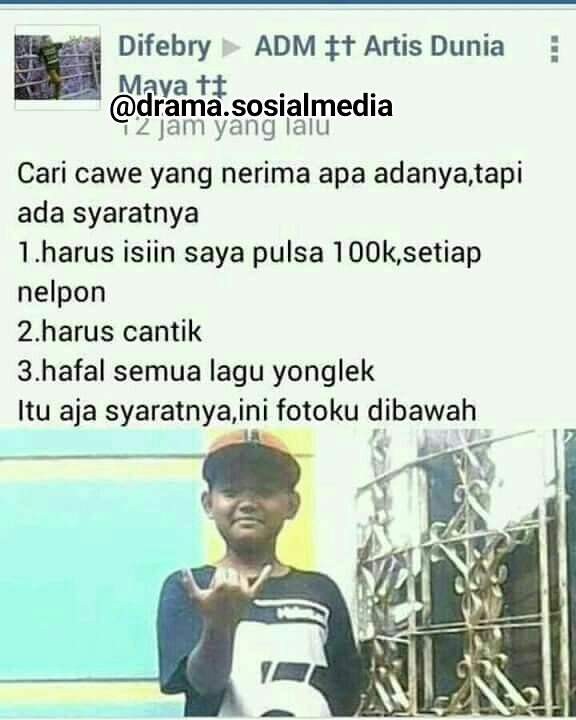 Difebry ▶ ADM ‡† Artis Dunia
Maya †‡
@drama.sosialmedia
12 jam yang lalu
Cari cawe yang nerima apa adanya,tapi
ada syaratnya
1.harus isiin saya pulsa 100k,setiap
nelpon
2.harus cantik
3.hafal semua lagu yonglek
Itu aja syaratnya,ini fotoku dibawah
5